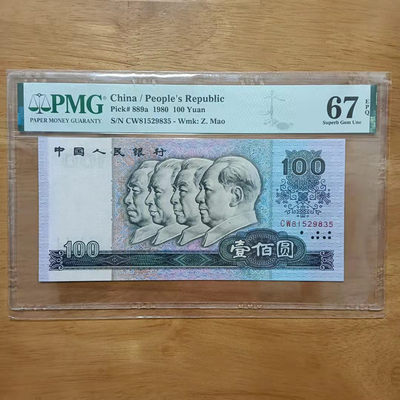 PMG
PAPER MONEY GUARANTY
China / People's Republic
Pick# 889a 1980 100 Yuan
S/N CW81529835 - Wmk: Z. Mao
67
EPQ
Superb Gem Unc
中国人民银行
100
CW81529835
100
壹佰圆